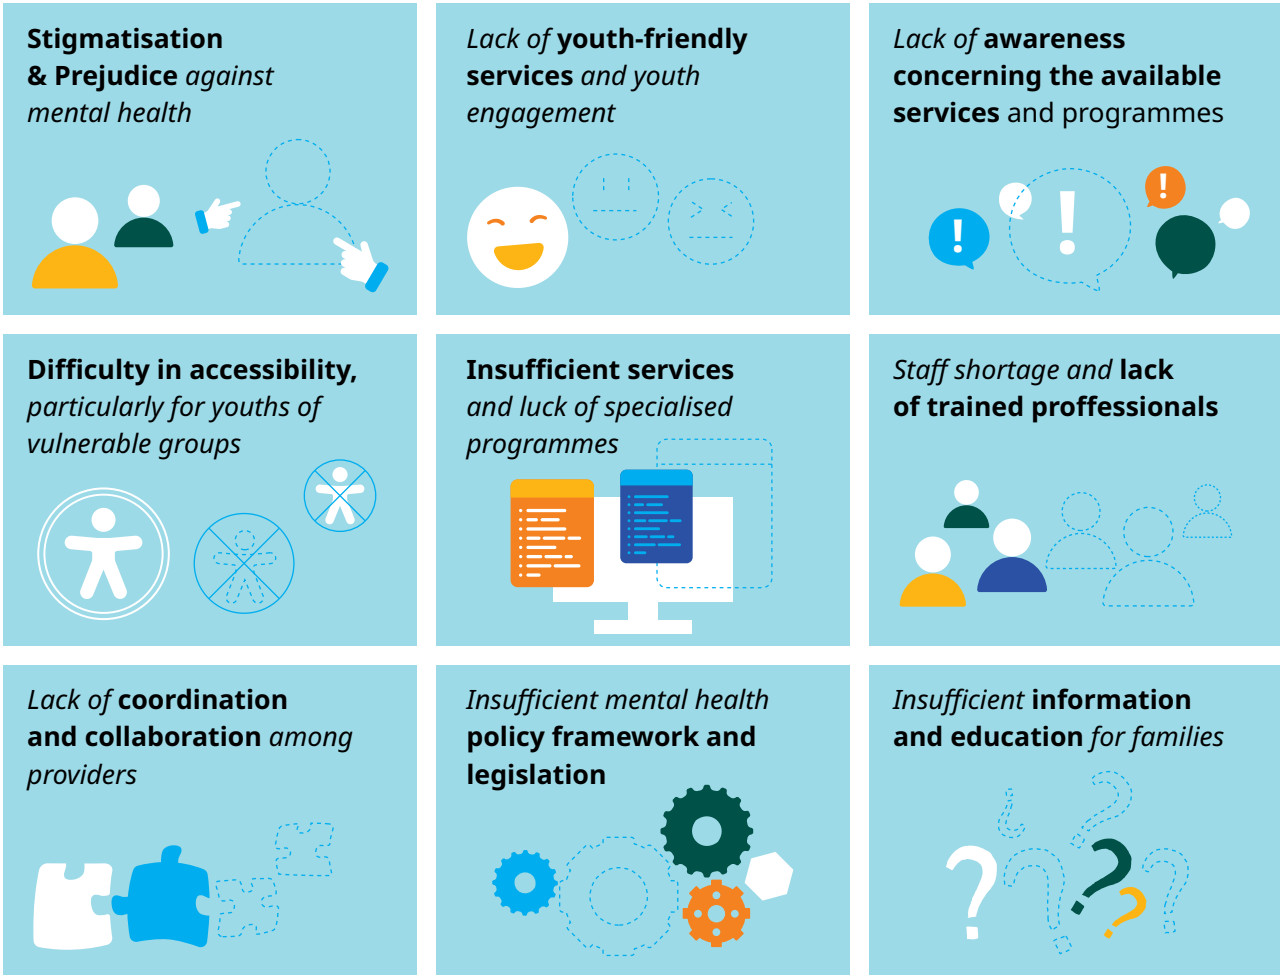 Stigmatisation
& Prejudice against
mental health
Lack of youth-friendly
services and youth
engagement
Lack of awareness
concerning the available
services and programmes
Difficulty in accessibility,
particularly for youths of
vulnerable groups
Insufficient services
and luck of specialised
programmes
Staff shortage and lack
of trained proffessionals
Lack of coordination
and collaboration among
providers
Insufficient mental health
policy framework and
legislation
Insufficient information
and education for families